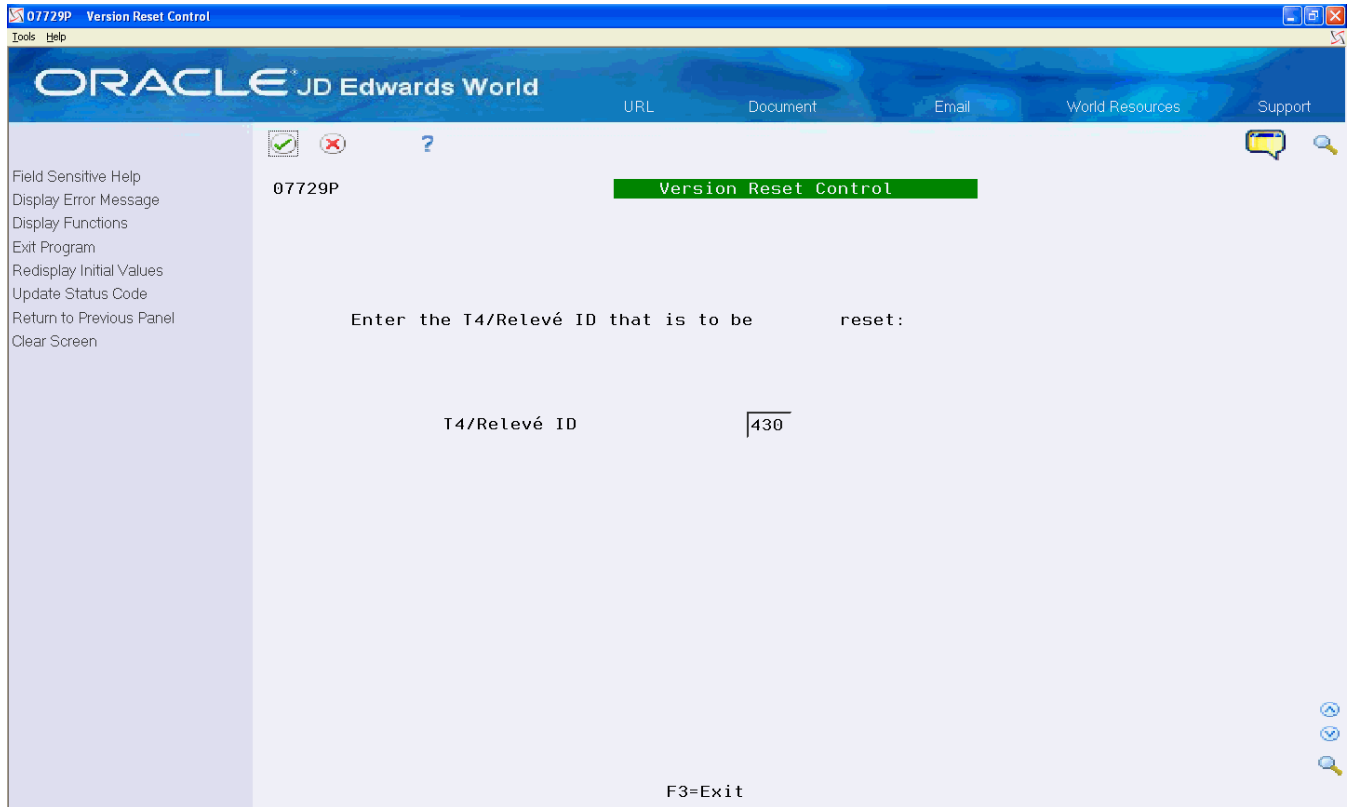 07729P Version Reset Control
Tools Help
ORACLE JD Edwards World
URL Document Email World Resources Support
?
Field Sensitive Help
Display Error Message
Display Functions
Exit Program
Redisplay Initial Values
Update Status Code
Return to Previous Panel
Clear Screen
07729P Version Reset Control
Enter the T4/Relevé ID that is to be reset:
T4/Relevé ID 430
F3=Exit